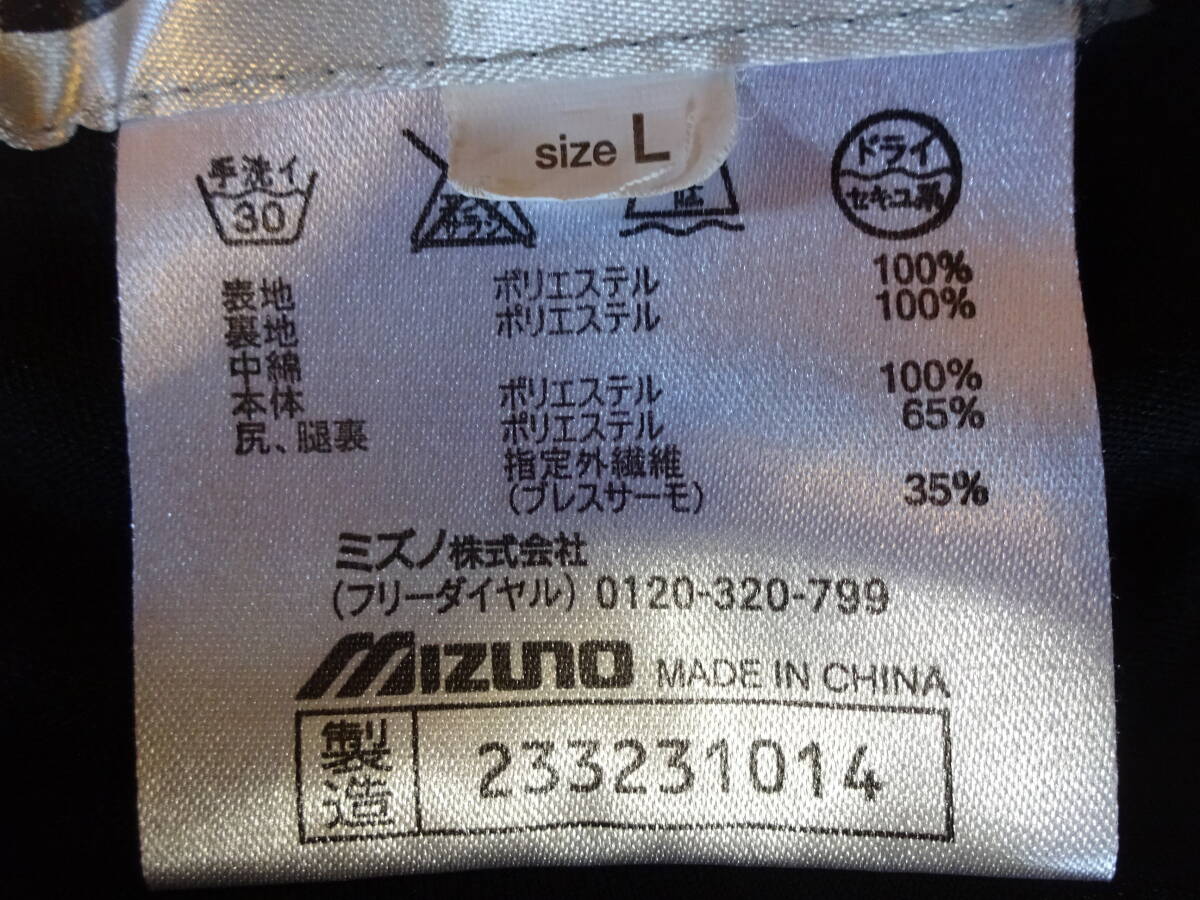 size L
手洗イ
30
サラシ
低
ドライ
セキユ系
表地 ポリエステル 100%
裏地 ポリエステル 100%
中綿
本体 ポリエステル 100%
尻、腿裏 ポリエステル 65%
指定外繊維
(ブレスサーモ) 35%
ミズノ株式会社
(フリーダイヤル) 0120-320-799
MIZUNO MADE IN CHINA
製造 233231014